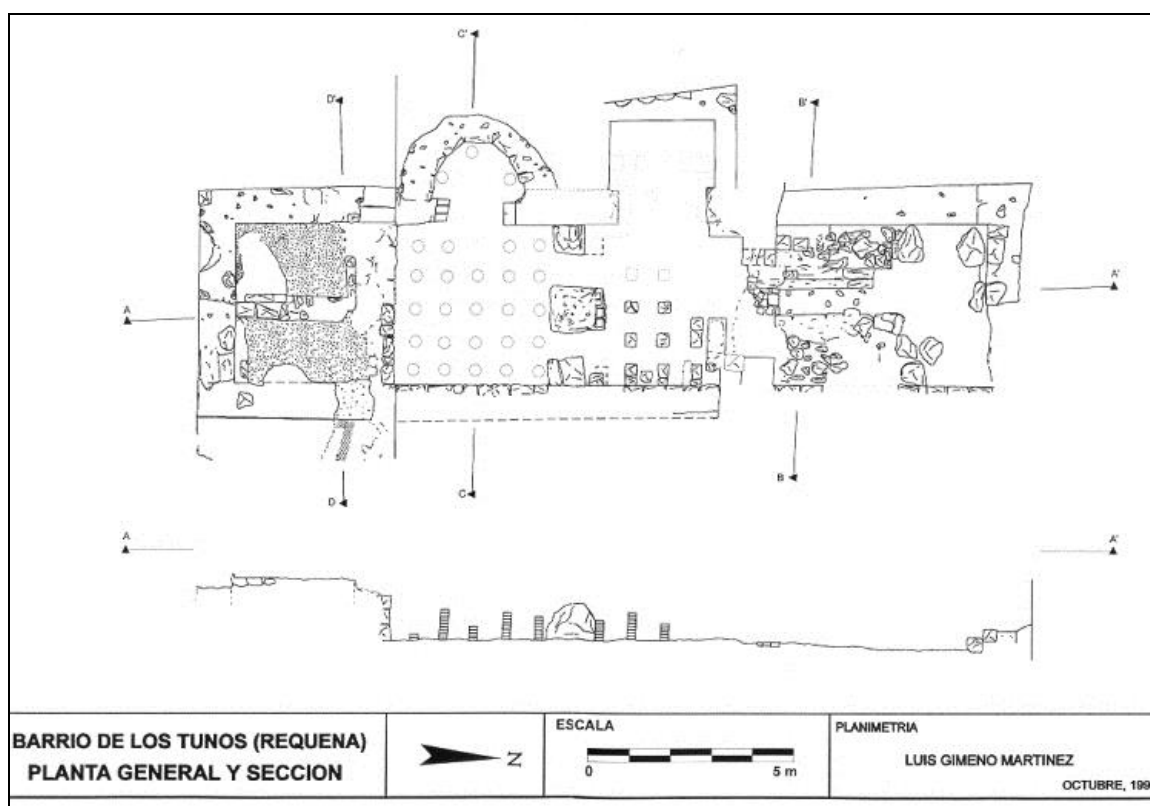 C'
D'
B'
A
A'
D
C
B
A
A'
BARRIO DE LOS TUNOS (REQUENA)
PLANTA GENERAL Y SECCION
N
ESCALA
0
5 m
PLANIMETRIA
LUIS GIMENO MARTINEZ
OCTUBRE, 199